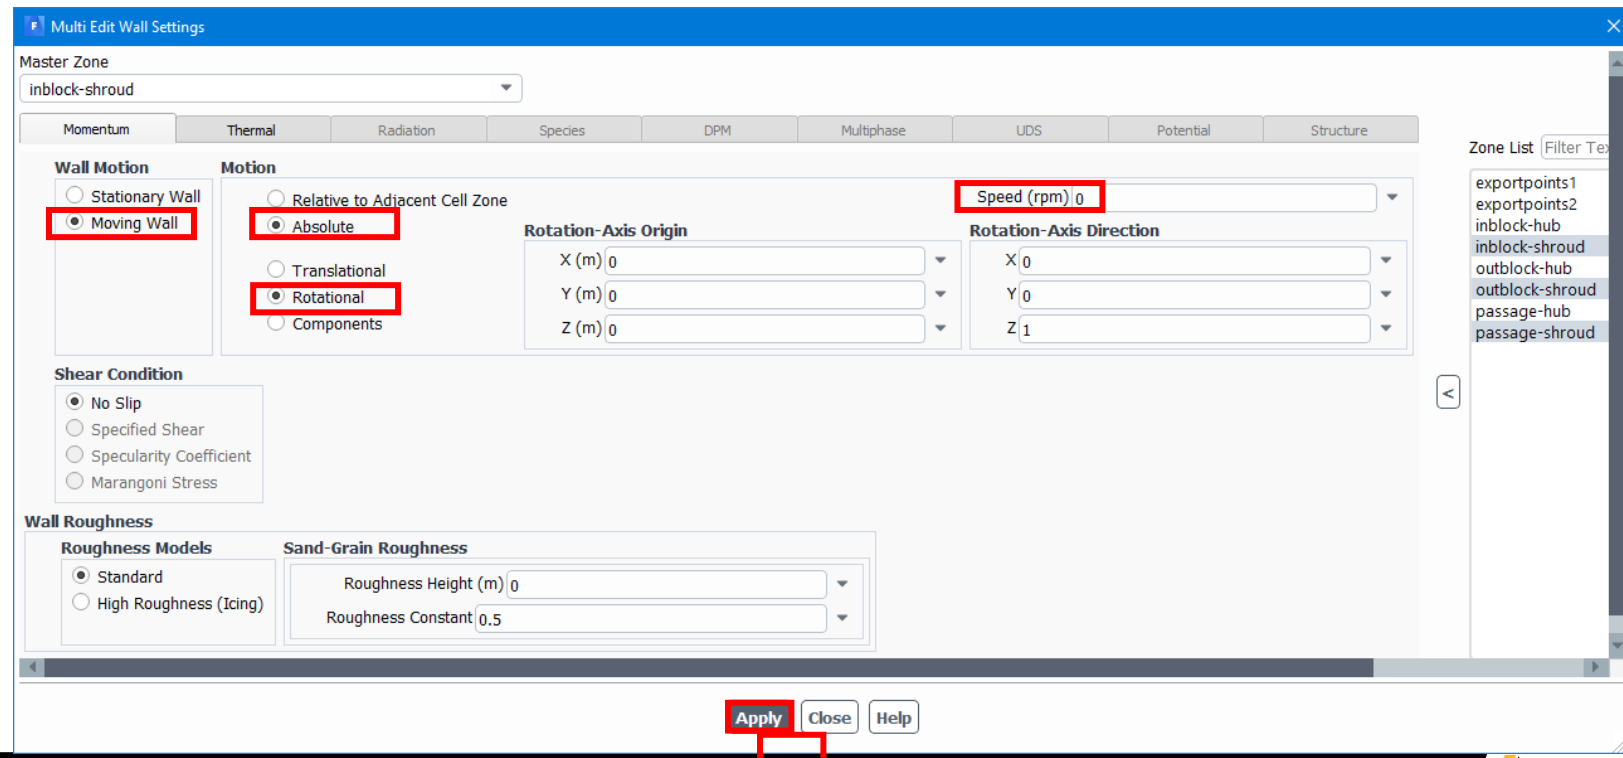 F Multi Edit Wall Settings
Master Zone
inblock-shroud
Momentum Thermal Radiation Species DPM Multiphase UDS Potential Structure
Wall Motion
Stationary Wall
Moving Wall
Motion
Relative to Adjacent Cell Zone
Absolute
Translational
Rotational
Components
Speed (rpm) 0
Rotation-Axis Origin
X (m) 0
Y (m) 0
Z (m) 0
Rotation-Axis Direction
X 0
Y 0
Z 1
Shear Condition
No Slip
Specified Shear
Specularity Coefficient
Marangoni Stress
Wall Roughness
Roughness Models
Standard
High Roughness (Icing)
Sand-Grain Roughness
Roughness Height (m) 0
Roughness Constant 0.5
<
Zone List Filter Tex
exportpoints1
exportpoints2
inblock-hub
inblock-shroud
outblock-hub
outblock-shroud
passage-hub
passage-shroud
Apply Close Help